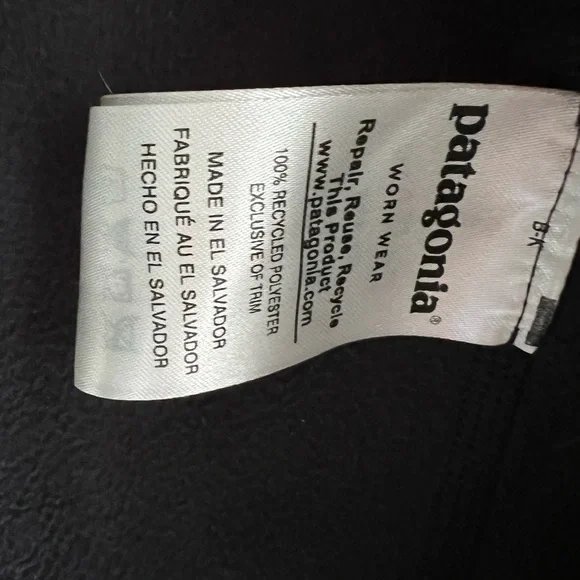 patagonia®
WORN WEAR
Repair, Reuse, Recycle
This Product
www.patagonia.com
100% RECYCLED POLYESTER
EXCLUSIVE OF TRIM
MADE IN EL SALVADOR
FABRIQUÉ AU EL SALVADOR
HECHO EN EL SALVADOR
B-K